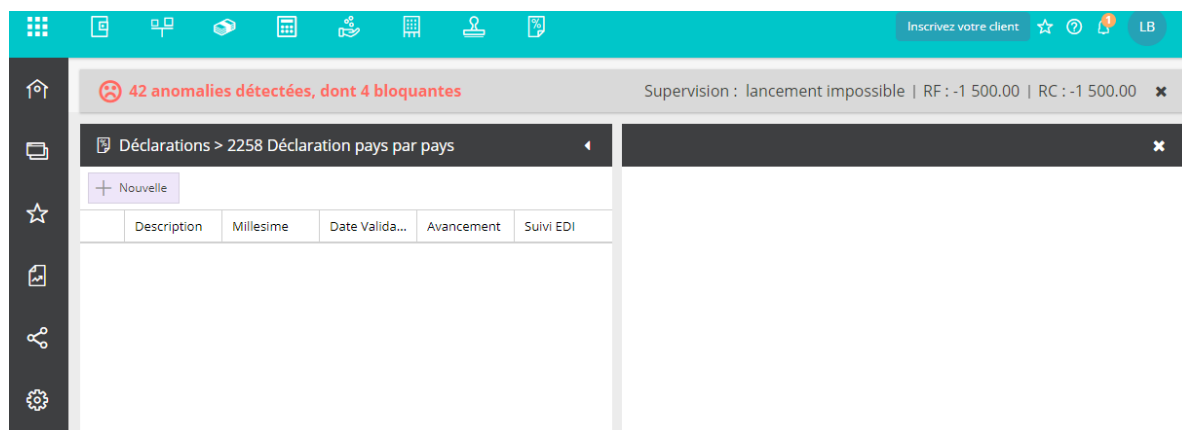 Inscrivez votre client
1
LB
42 anomalies détectées, dont 4 bloquantes
Supervision : lancement impossible | RF : -1 500.00 | RC : -1 500.00
Déclarations > 2258 Déclaration pays par pays
Nouvelle
Description Millesime Date Valida... Avancement Suivi EDI